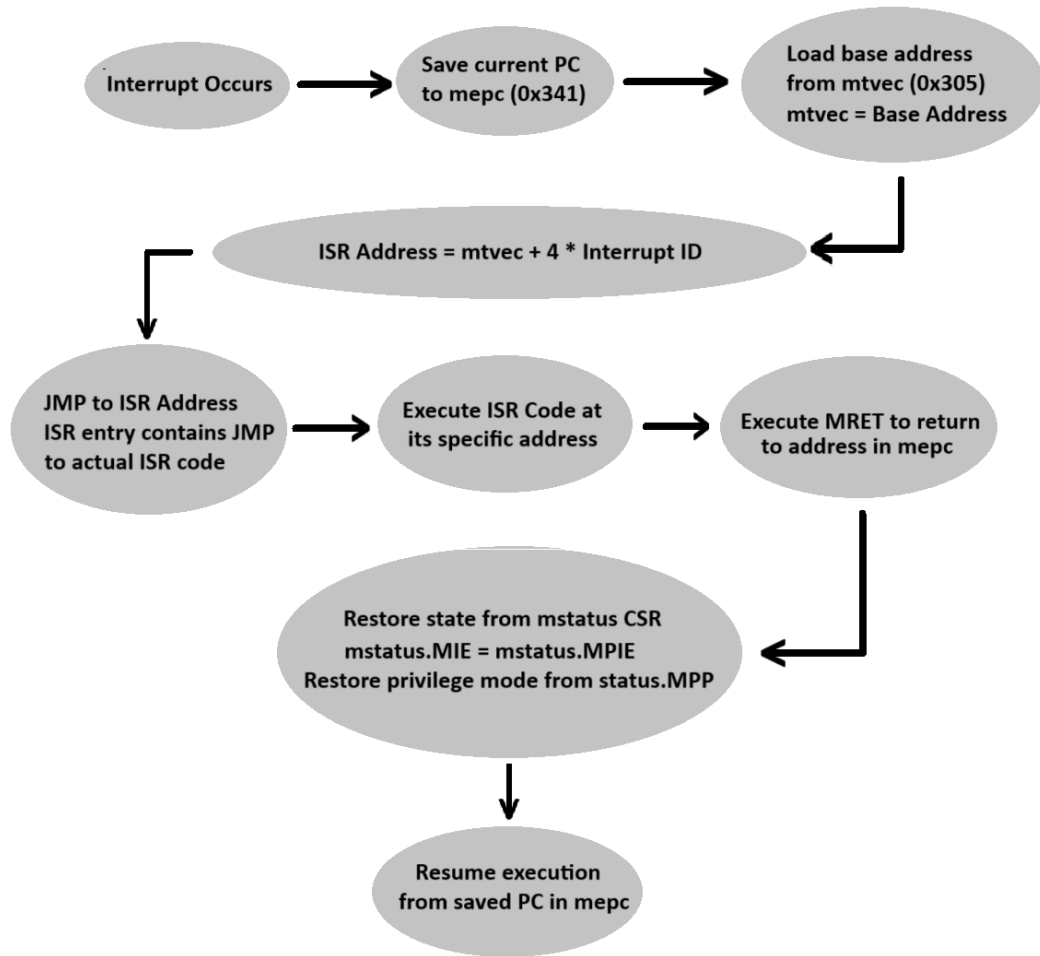 Interrupt Occurs
Save current PC
to mepc (0x341)
Load base address
from mtvec (0x305)
mtvec = Base Address
ISR Address = mtvec + 4 * Interrupt ID
JMP to ISR Address
ISR entry contains JMP
to actual ISR code
Execute ISR Code at
its specific address
Execute MRET to return
to address in mepc
Restore state from mstatus CSR
mstatus.MIE = mstatus.MPIE
Restore privilege mode from status.MPP
Resume execution
from saved PC in mepc